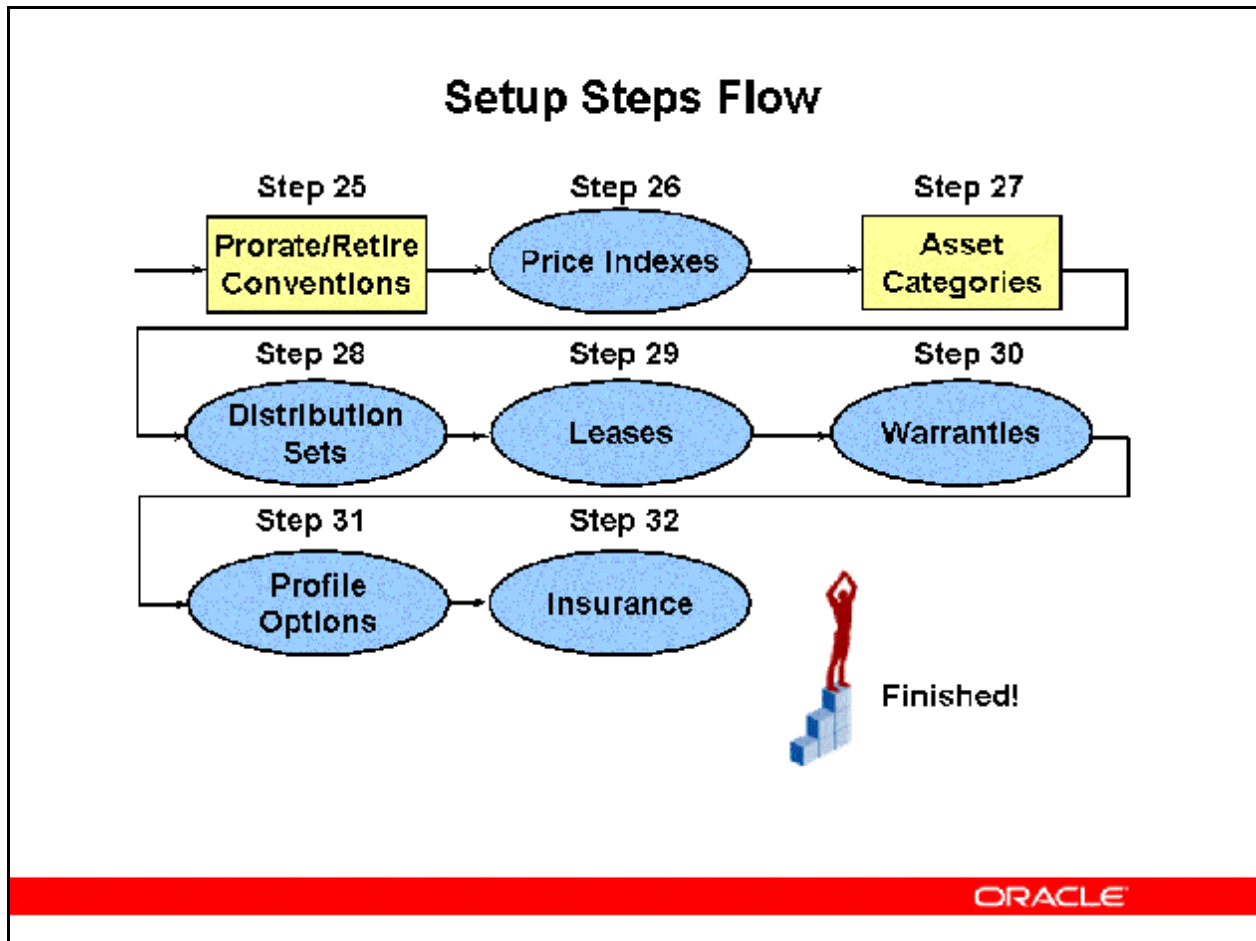 Setup Steps Flow
Step 25
Step 26
Step 27
Prorate/Retire
Conventions
Price Indexes
Asset
Categories
Step 28
Step 29
Step 30
Distribution
Sets
Leases
Warranties
Step 31
Step 32
Profile
Options
Insurance
Finished!
ORACLE